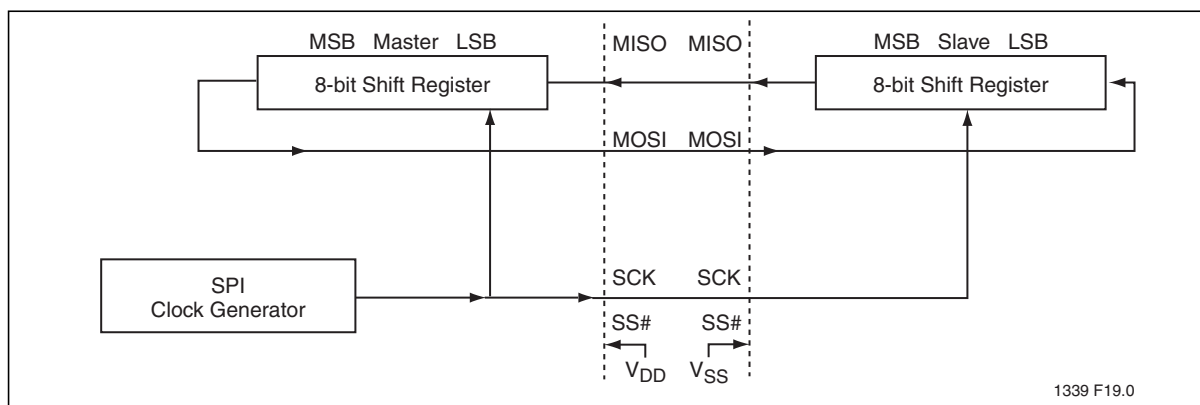 MSB Master LSB
MISO MISO
MSB Slave LSB
8-bit Shift Register
8-bit Shift Register
MOSI MOSI
SPI
Clock Generator
SCK SCK
SS# SS#
VDD VSS
1339 F19.0